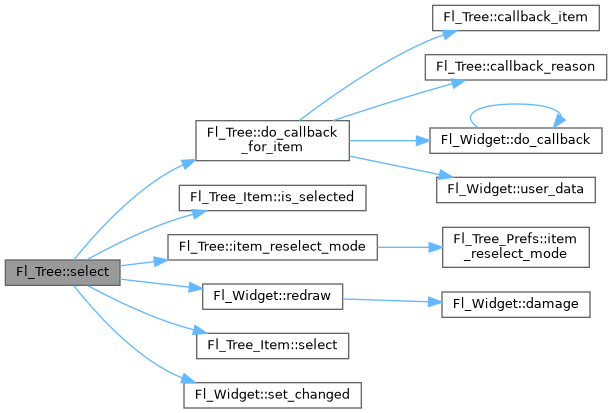 Fl_Tree::select
Fl_Tree::do_callback
_for_item
Fl_Tree::callback_item
Fl_Tree::callback_reason
Fl_Widget::do_callback
Fl_Widget::user_data
Fl_Tree_Item::is_selected
Fl_Tree::item_reselect_mode
Fl_Tree_Prefs::item
_reselect_mode
Fl_Widget::redraw
Fl_Widget::damage
Fl_Tree_Item::select
Fl_Widget::set_changed